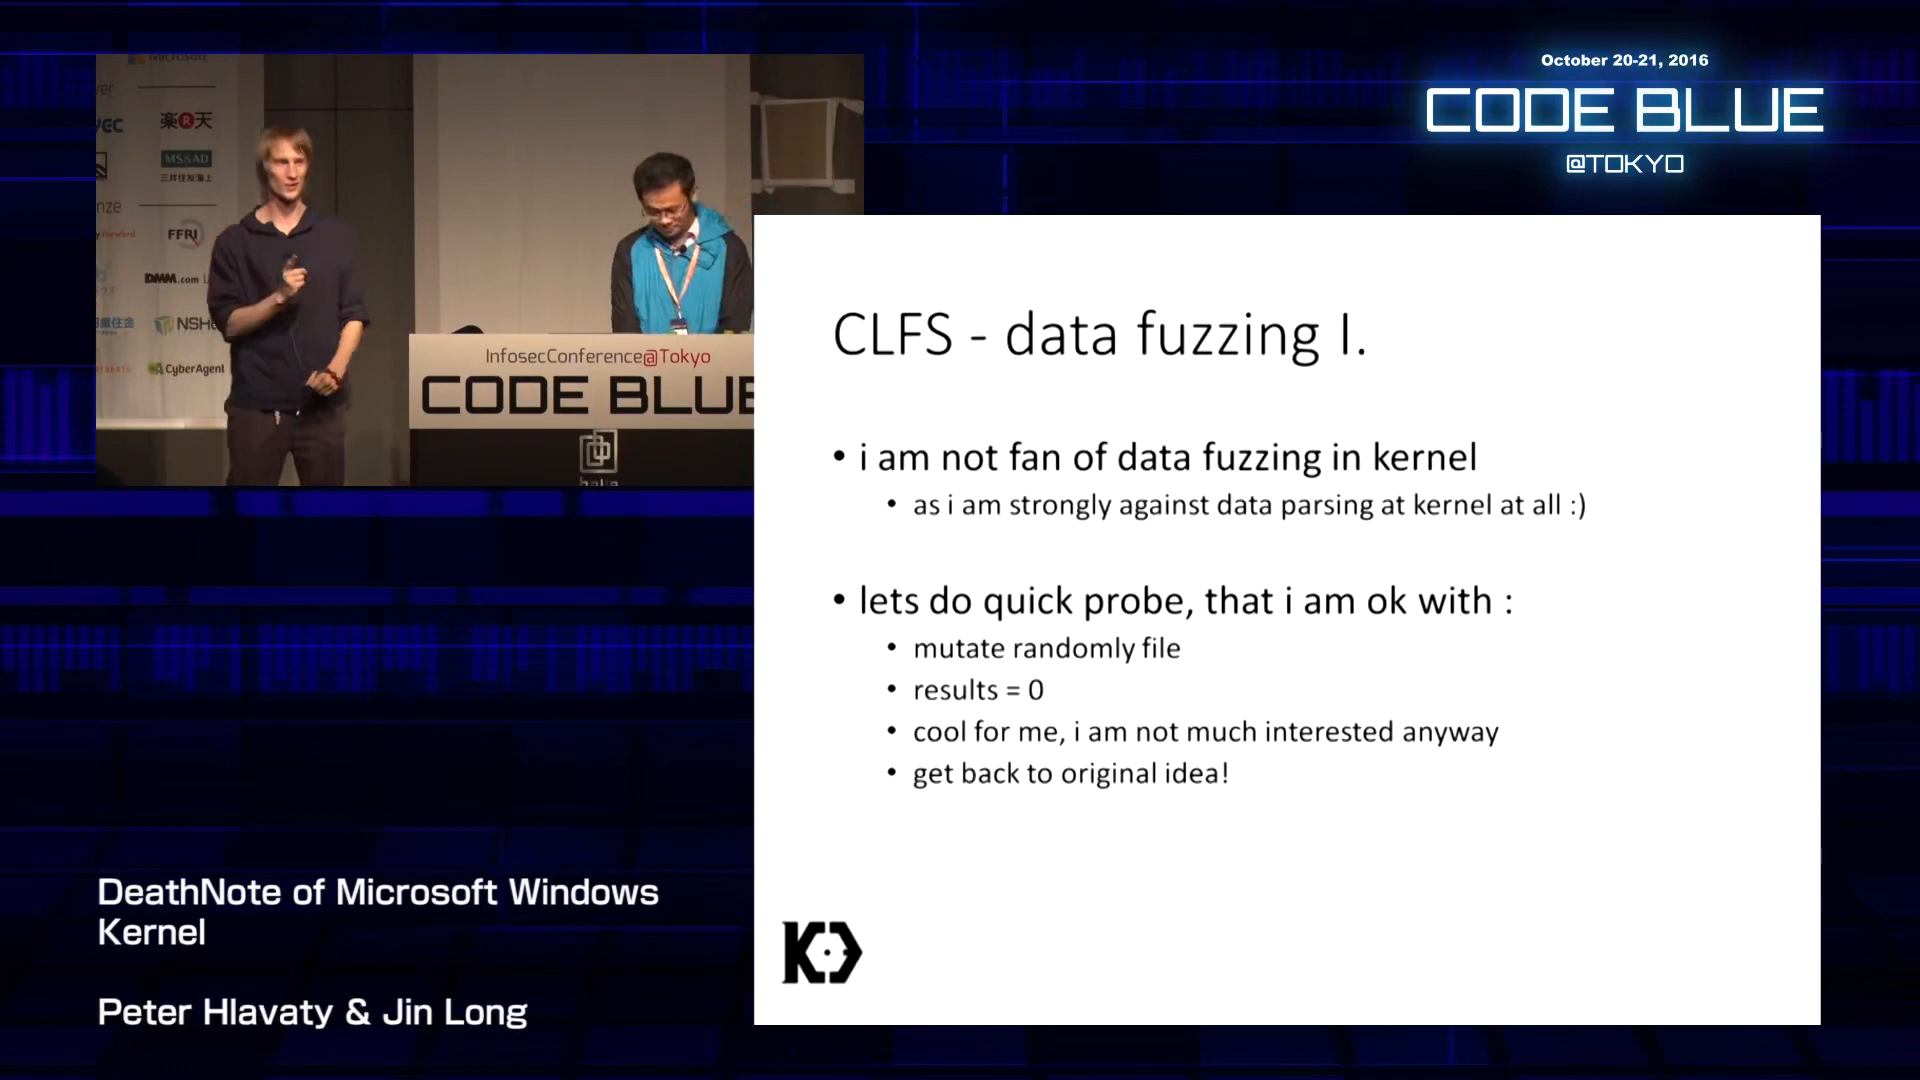 October 20-21, 2016
CODE BLUE
@TOKYO
Microsoft
楽R天
MS&AD
三井住友海上
FFRI
DMM.com
CyberAgent
InfosecConference@Tokyo
CODE BLUE
CLFS - data fuzzing I.
• i am not fan of data fuzzing in kernel
• as i am strongly against data parsing at kernel at all :)
• lets do quick probe, that i am ok with :
• mutate randomly file
• results = 0
• cool for me, i am not much interested anyway
• get back to original idea!
DeathNote of Microsoft Windows
Kernel
Peter Hlavaty & Jin Long